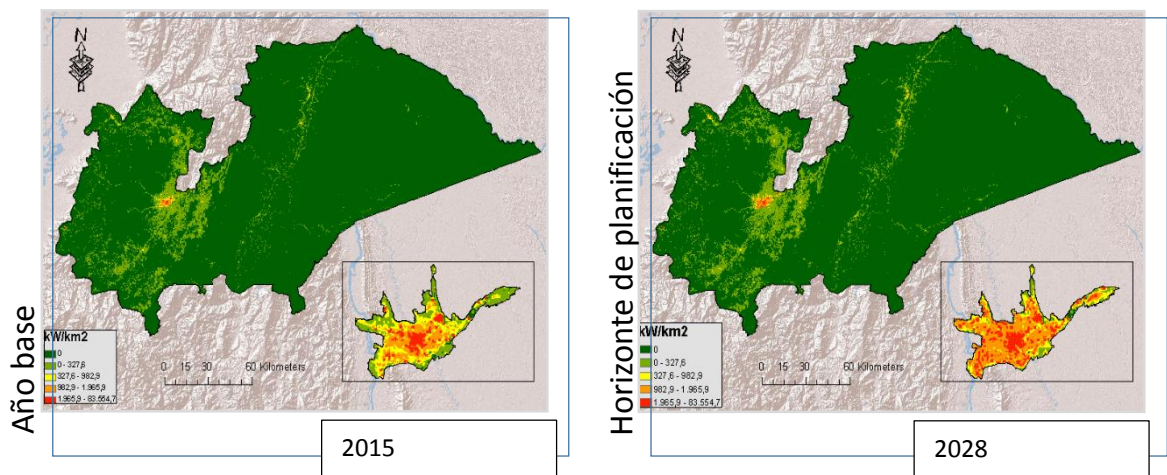 N
Año base
kW/km2
0
0 - 327,6
327,6 - 982,9
982,9 - 1.965,9
1.965,9 - 83.554,7
60 30 0 60 Kilometers
2015
N
Horizonte de planificación
kW/km2
0
0 - 327,6
327,6 - 982,9
982,9 - 1.965,9
1.965,9 - 83.554,7
60 30 0 60 Kilometers
2028